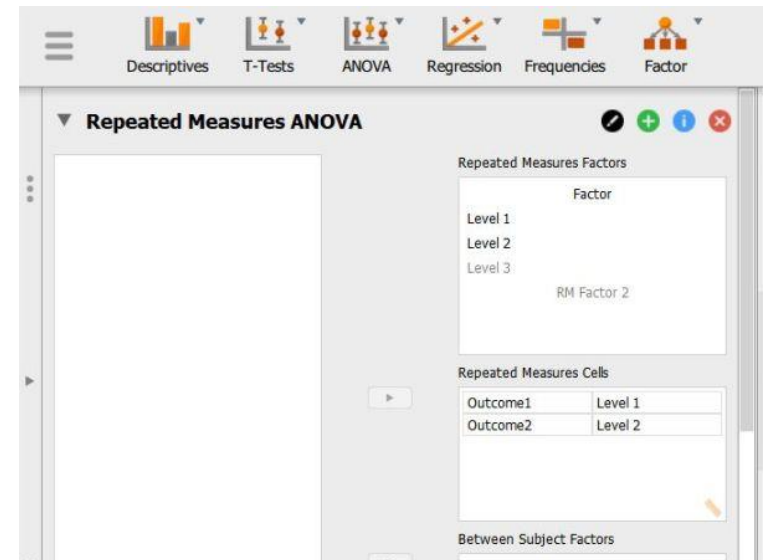 Descriptives T-Tests ANOVA Regression Frequencies Factor
Repeated Measures ANOVA
Repeated Measures Factors
Factor
Level 1
Level 2
Level 3
RM Factor 2
Repeated Measures Cells
Outcome1 Level 1
Outcome2 Level 2
Between Subject Factors